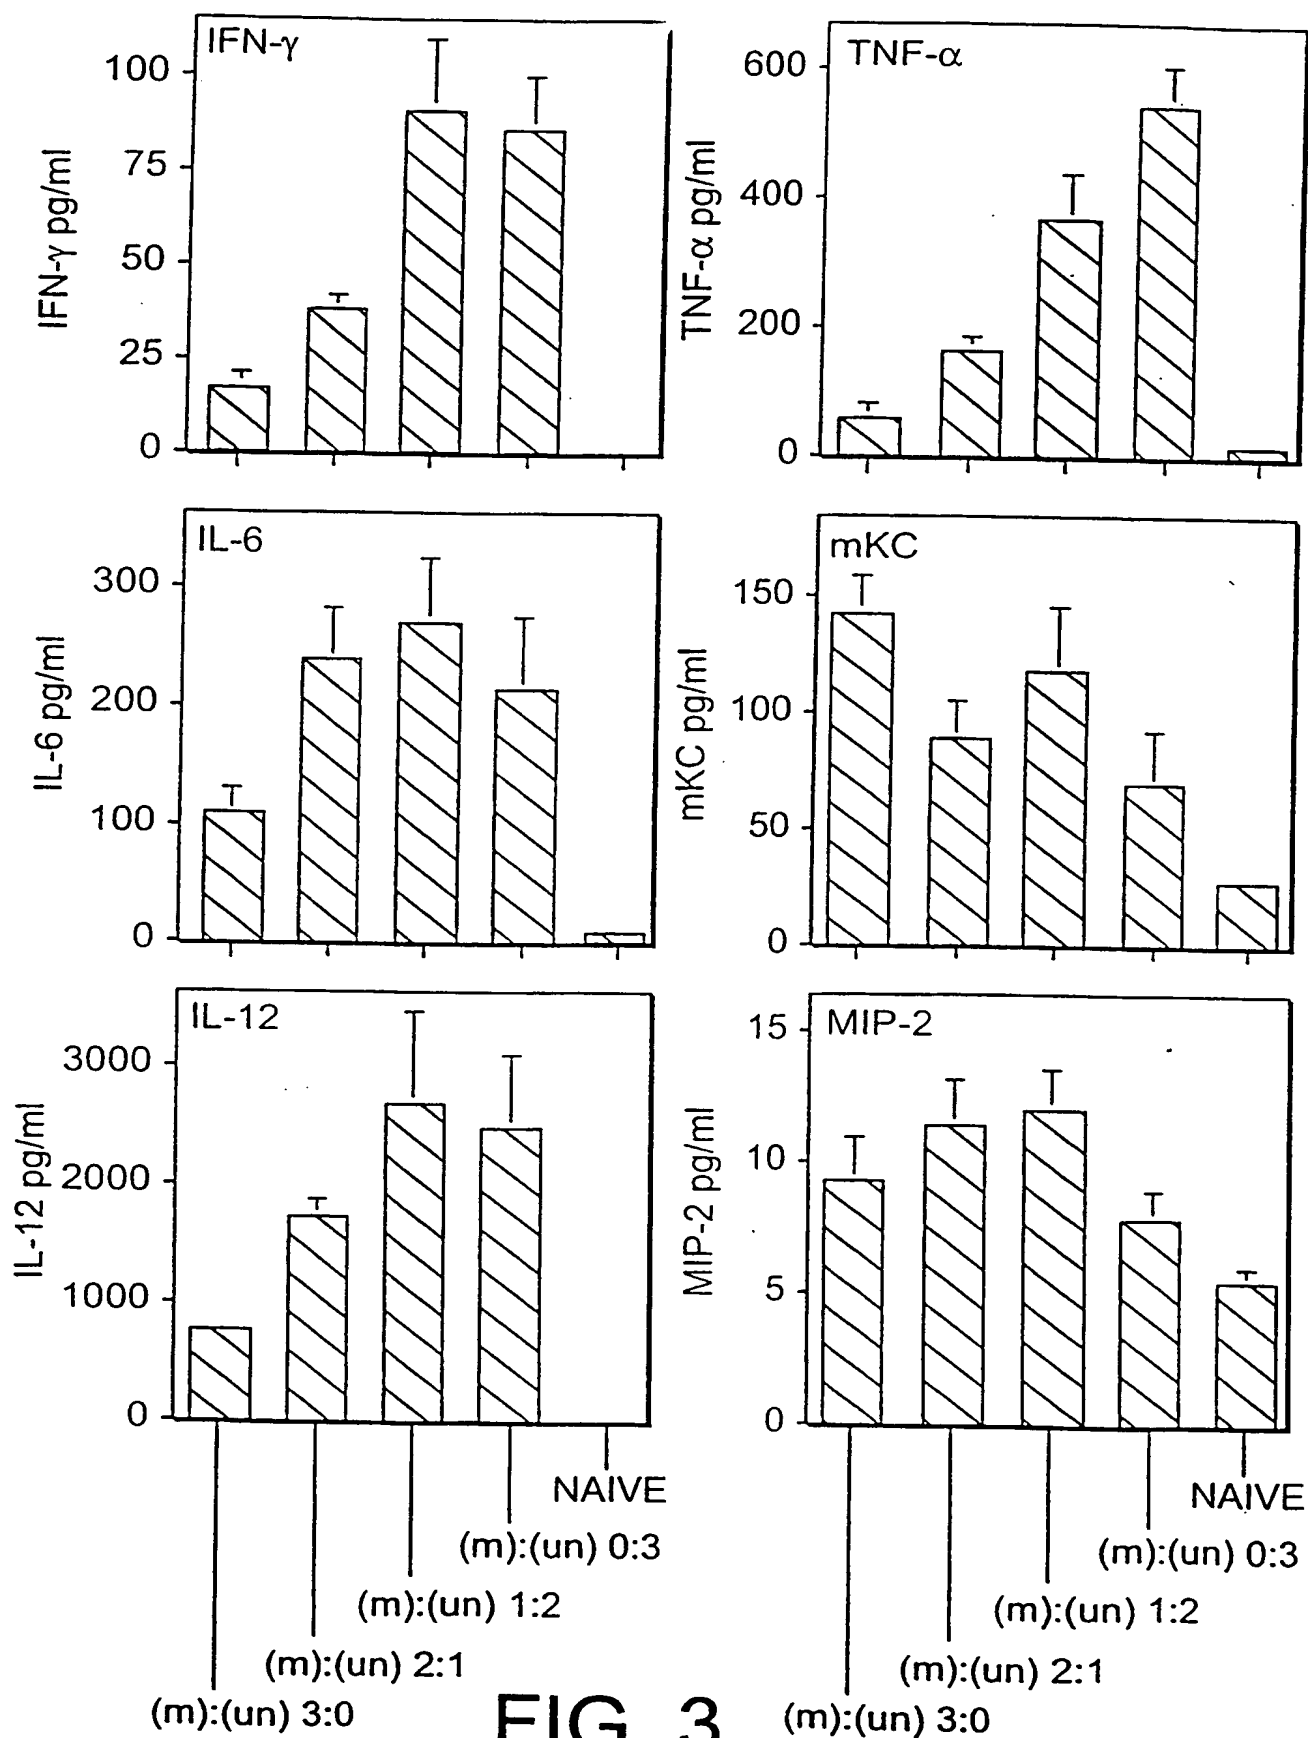 IFN-γ
100
75
50
25
0
IFN-γ pg/ml
TNF-α
600
400
200
0
TNF-α pg/ml
IL-6
300
200
100
0
IL-6 pg/ml
mKC
150
100
50
0
mKC pg/ml
IL-12
3000
2000
1000
0
IL-12 pg/ml
MIP-2
15
10
5
0
MIP-2 pg/ml
NAIVE
(m):(un) 0:3
(m):(un) 1:2
(m):(un) 2:1
(m):(un) 3:0
NAIVE
(m):(un) 0:3
(m):(un) 1:2
(m):(un) 2:1
(m):(un) 3:0
FIG. 3